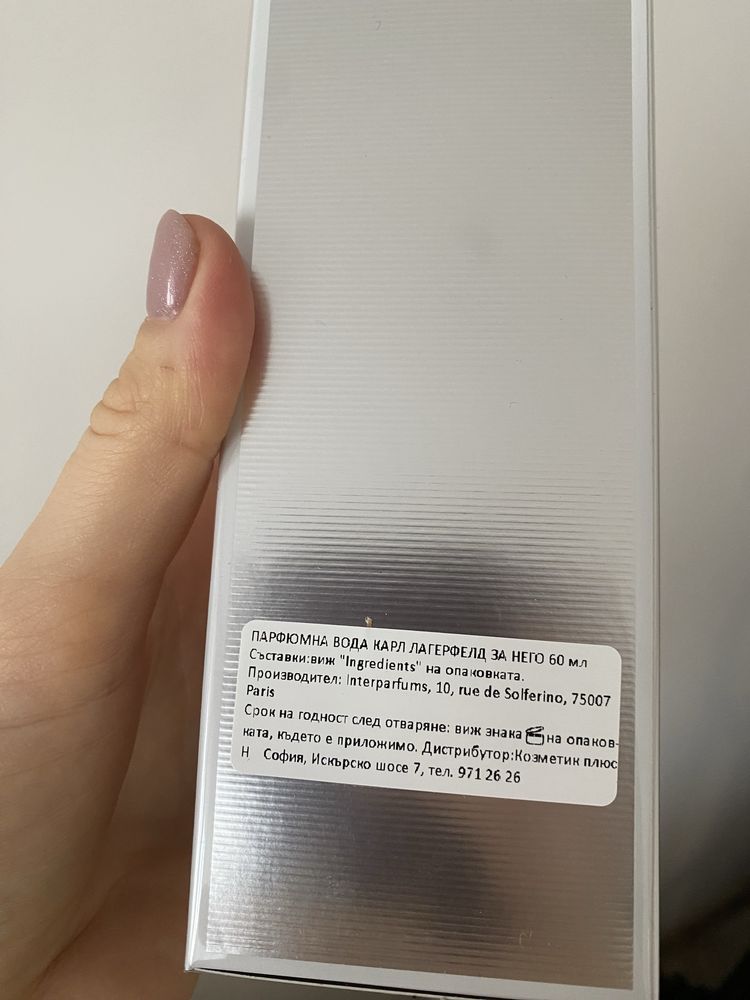 ПАРФЮМНА ВОДА КАРЛ ЛАГЕРФЕЛД ЗА НЕГО 60 мл
Съставки:виж "Ingredients" на опаковката.
Производител: Interparfums, 10, rue de Solferino, 75007
Paris
Срок на годност след отваряне: виж знака на опаков-
ката, където е приложимо. Дистрибутор:Козметик плюс
Н София, Искърско шосе 7, тел. 971 26 26